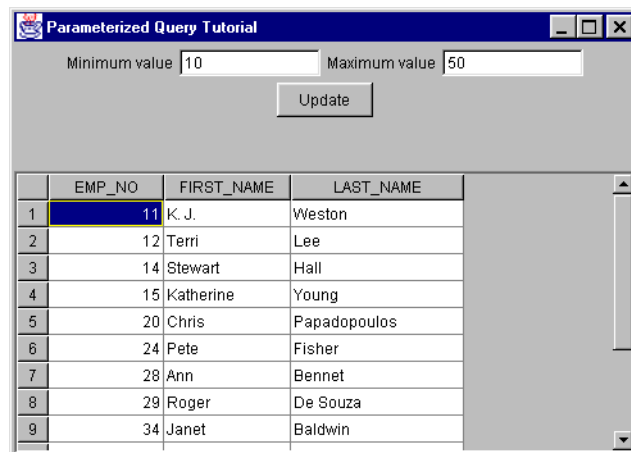 Parameterized Query Tutorial
Minimum value 10 Maximum value 50
Update
EMP_NO FIRST_NAME LAST_NAME
1 11 K. J. Weston
2 12 Terri Lee
3 14 Stewart Hall
4 15 Katherine Young
5 20 Chris Papadopoulos
6 24 Pete Fisher
7 28 Ann Bennet
8 29 Roger De Souza
9 34 Janet Baldwin